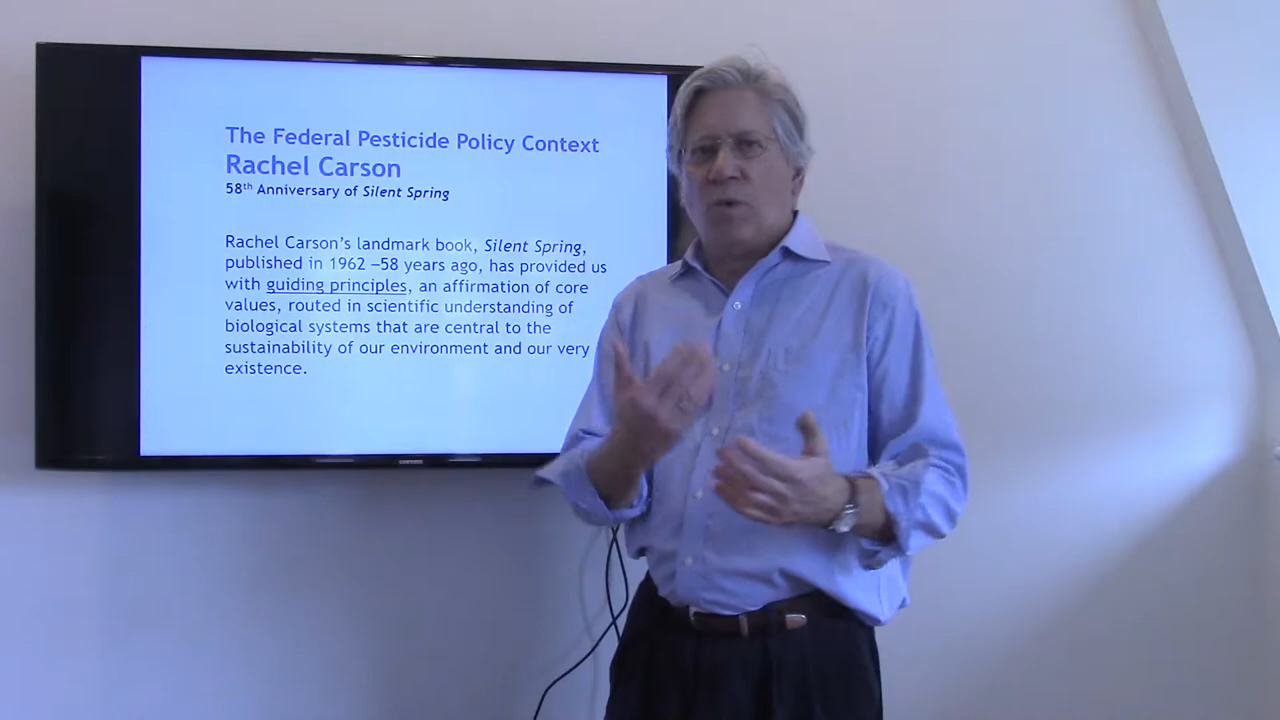 The Federal Pesticide Policy Context
Rachel Carson
58th Anniversary of Silent Spring
Rachel Carson's landmark book, Silent Spring,
published in 1962 –58 years ago, has provided us
with guiding principles, an affirmation of core
values, routed in scientific understanding of
biological systems that are central to the
sustainability of our environment and our very
existence.
SAMSUNG